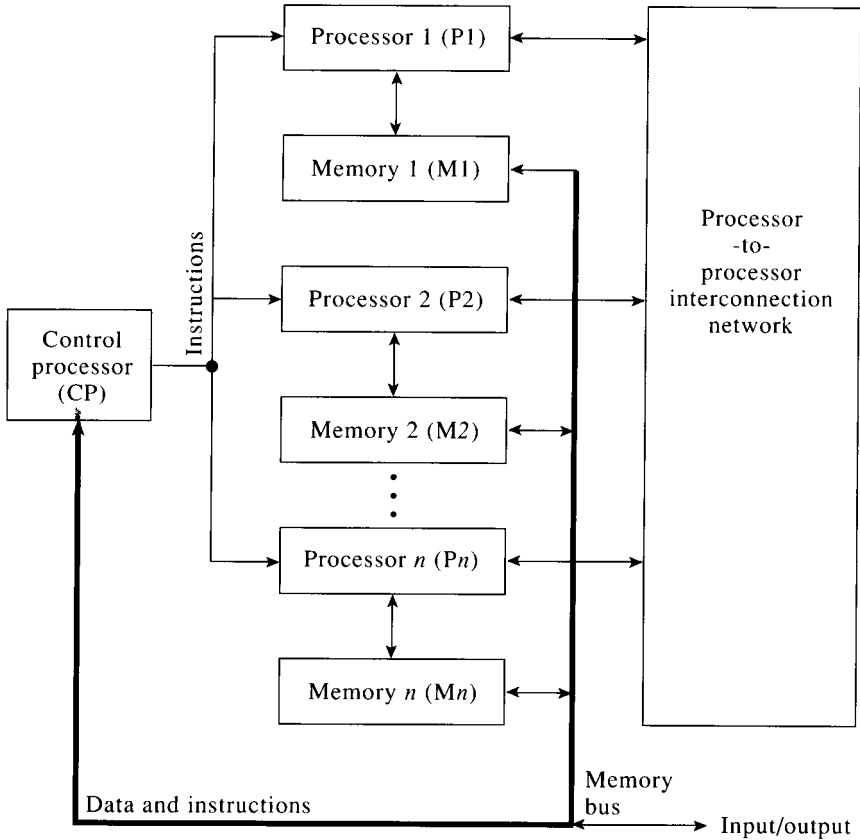 Processor 1 (P1)
Memory 1 (M1)
Instructions
Processor
-to-
processor
interconnection
network
Processor 2 (P2)
Control
processor
(CP)
Memory 2 (M2)
Processor n (Pn)
Memory n (Mn)
Data and instructions
Memory
bus
Input/output